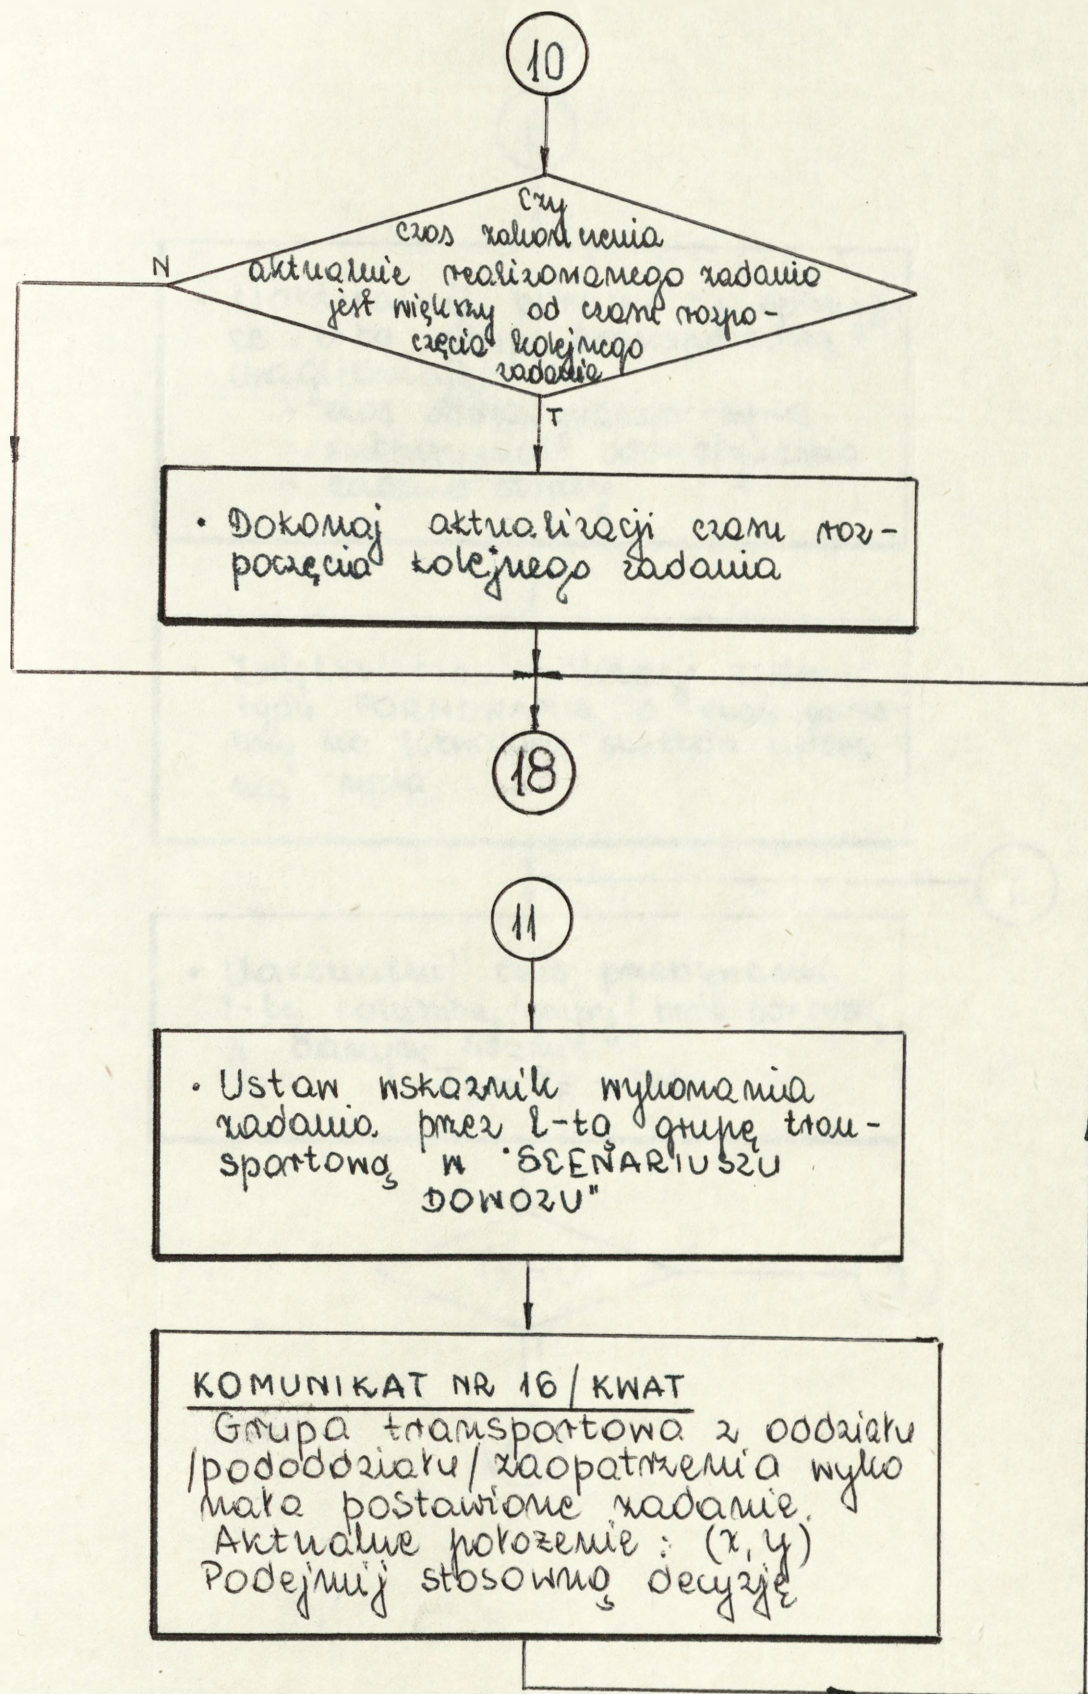 10
Czy
czas zakończenia
aktualnie realizowanego zadania
jest większy od czasu rozpo-
częcia kolejnego
zadania
N
T
• Dokonaj aktualizacji czasu roz-
poczęcia kolejnego zadania
18
11
• Ustaw wskaźnik wykonania
zadania przez l-tą grupę tran-
sportową w "SCENARIUSZU
DOWOZU"
KOMUNIKAT NR 16/KWAT
Grupa transportowa z oddziału
/pododdziału/ zaopatrzenia wyko
nała postawione zadanie.
Aktualne położenie : (x, y)
Podejmij stosowną decyzję